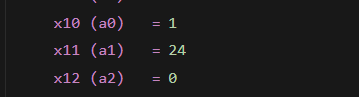 x10 (a0) = 1
x11 (a1) = 24
x12 (a2) = 0